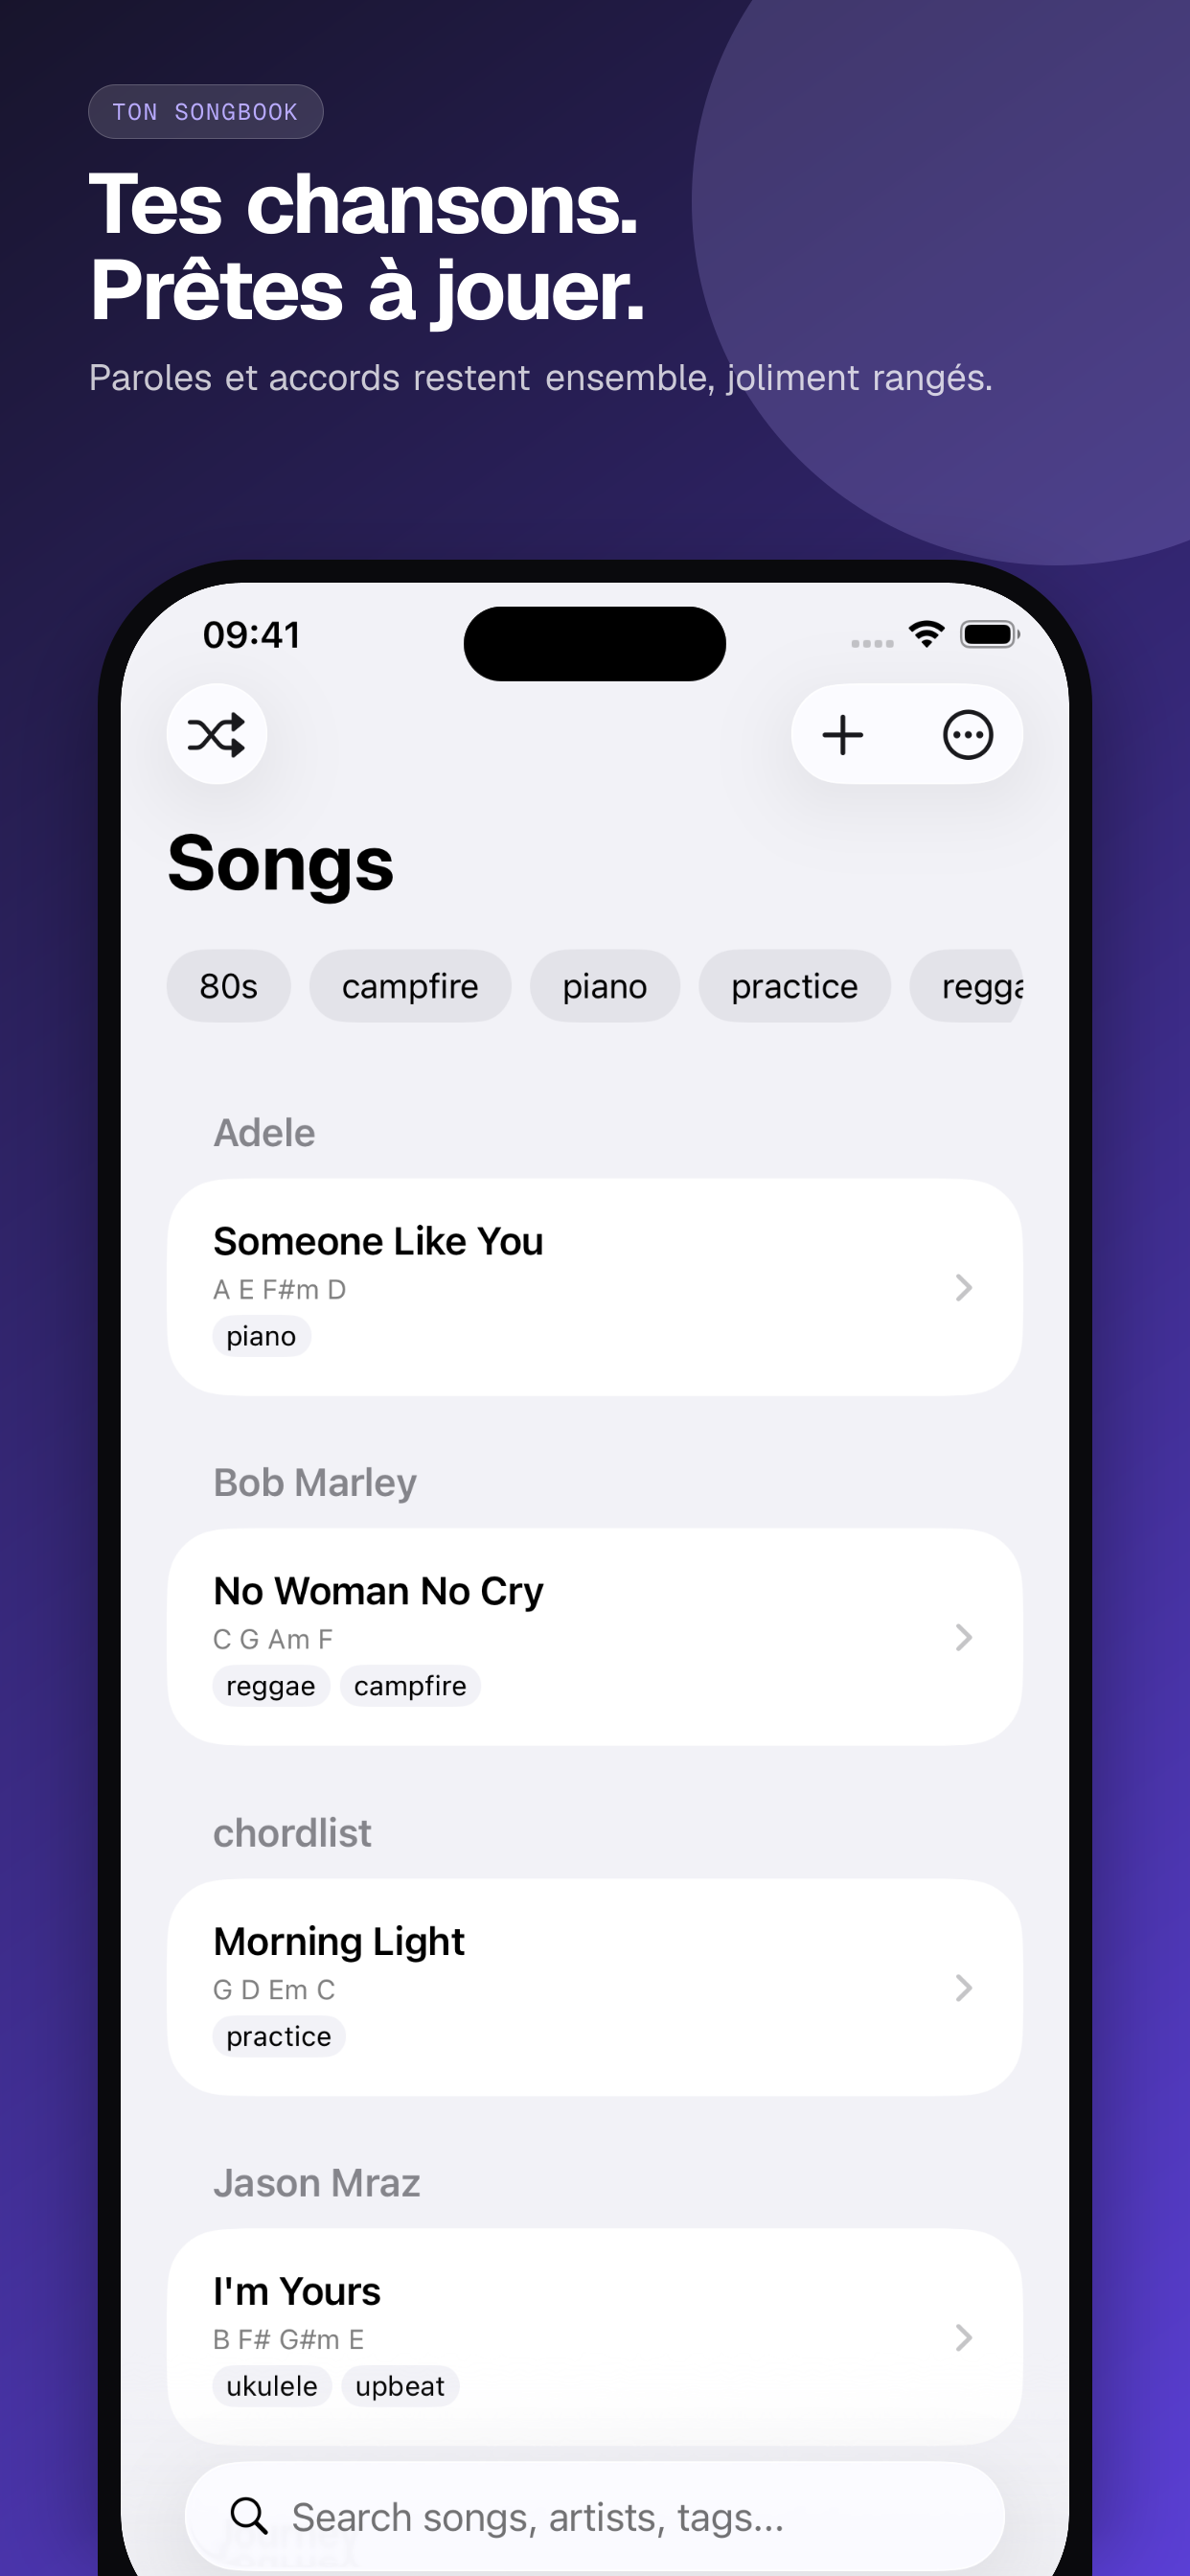 TON SONGBOOK
Tes chansons.
Prêtes à jouer.
Paroles et accords restent ensemble, joliment rangés.
09:41
Songs
80s campfire piano practice regga
Adele
Someone Like You
A E F#m D
piano
Bob Marley
No Woman No Cry
C G Am F
reggae campfire
chordlist
Morning Light
G D Em C
practice
Jason Mraz
I'm Yours
B F# G#m E
ukulele upbeat
Search songs, artists, tags...